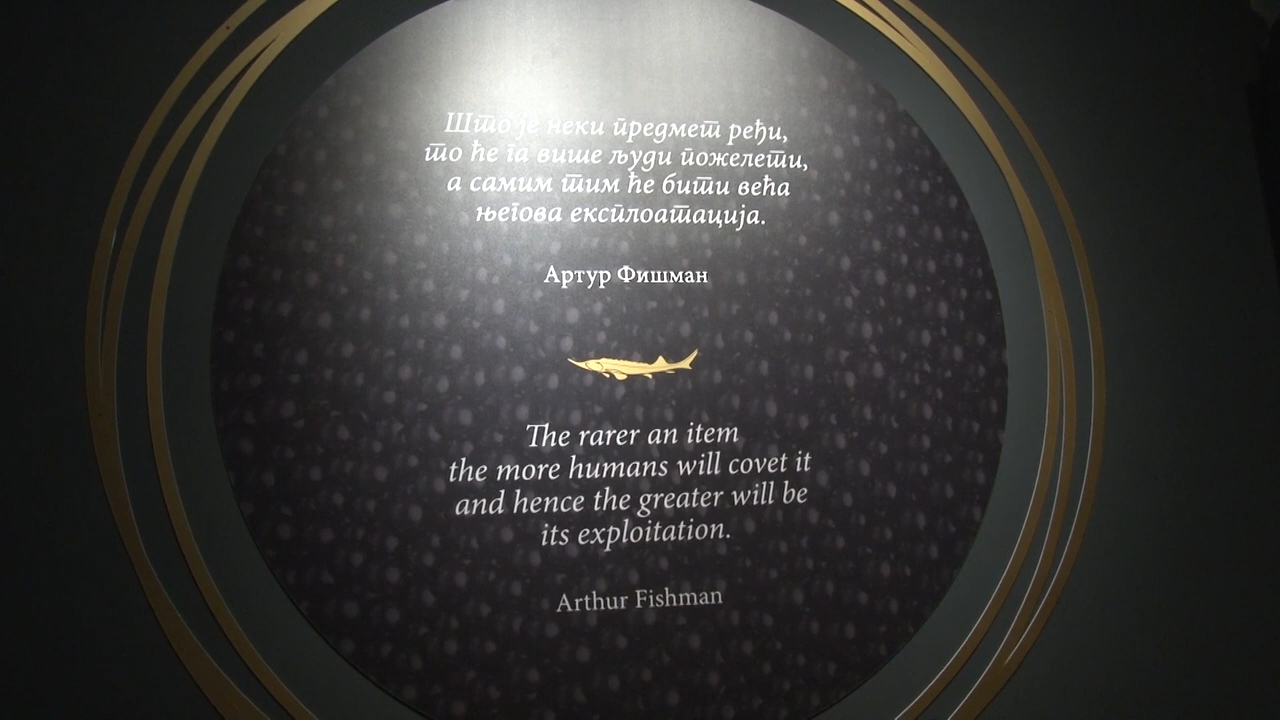 Што је неки предмет ређи,
то ће га више људи пожелети,
а самим тим ће бити већа
његова експлоатација.
Артур Фишман
The rarer an item
the more humans will covet it
and hence the greater will be
its exploitation.
Arthur Fishman